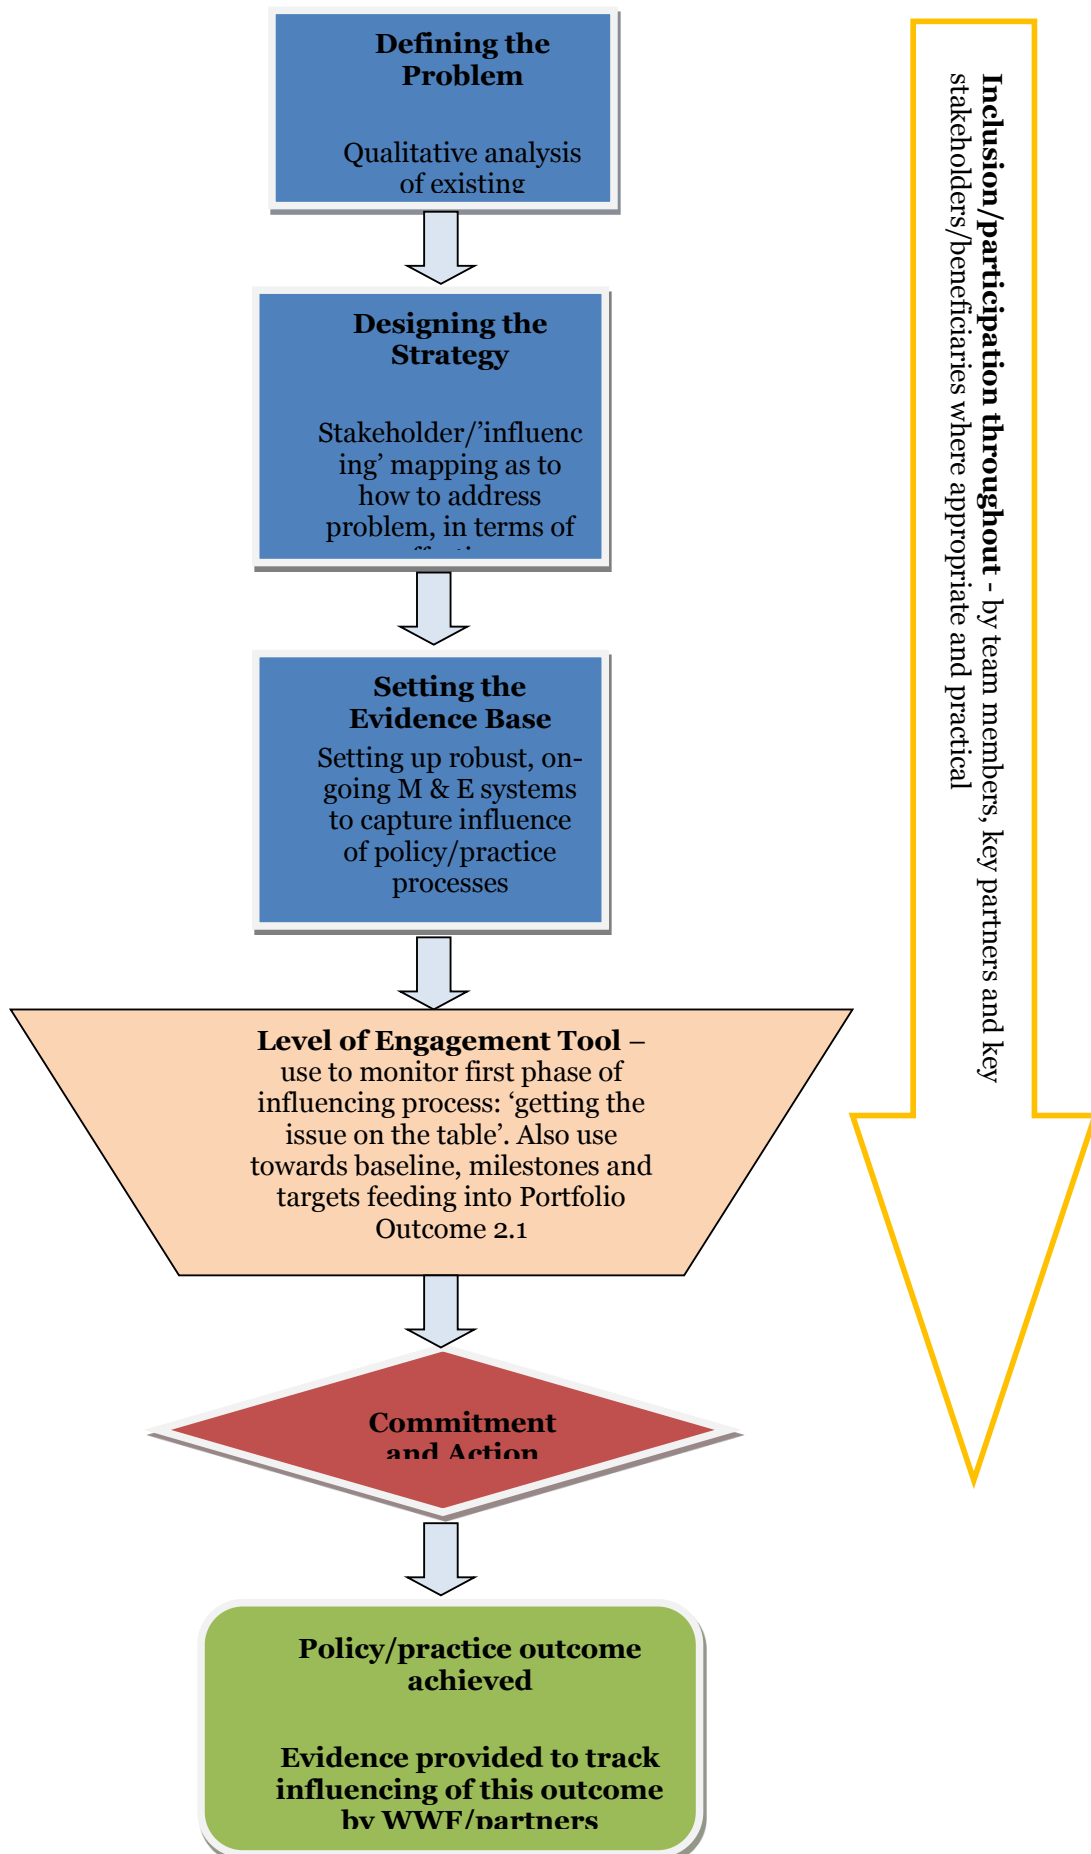 Defining the
Problem
Qualitative analysis
of existing
Designing the
Strategy
Stakeholder/’influenc
ing’ mapping as to
how to address
problem, in terms of
Setting the
Evidence Base
Setting up robust, on-
going M & E systems
to capture influence
of policy/practice
processes
Level of Engagement Tool –
use to monitor first phase of
influencing process: ‘getting the
issue on the table’. Also use
towards baseline, milestones and
targets feeding into Portfolio
Outcome 2.1
Commitment
and Action
Policy/practice outcome
achieved
Evidence provided to track
influencing of this outcome
by WWF/partners
Inclusion/participation throughout - by team members, key partners and key
stakeholders/beneficiaries where appropriate and practical